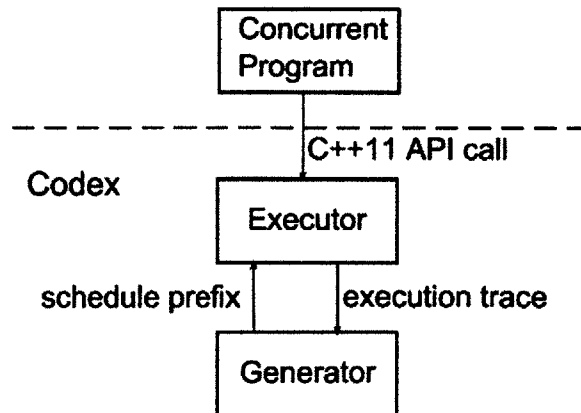 Concurrent
Program
C++11 API call
Codex
Executor
schedule prefix
execution trace
Generator